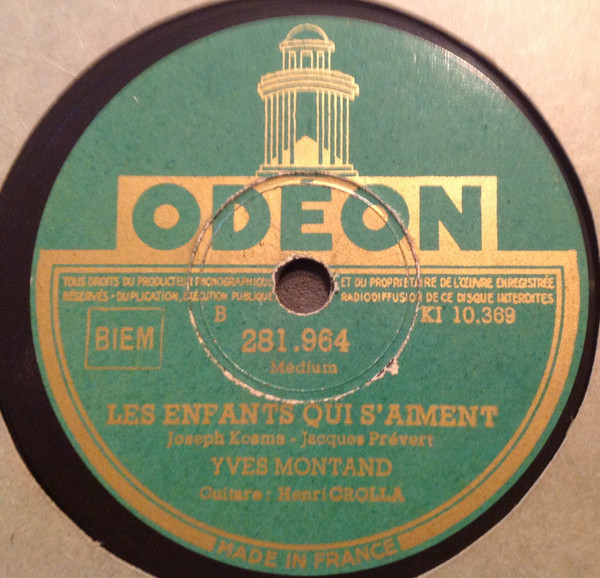 ODÉON
TOUS DROITS DU PRODUCTEUR PHONOGRAPHIQUE ET DU PROPRIETAIRE DE L'ŒUVRE ENREGISTRÉE
RÉSERVÉS - DUPLICATION, EXÉCUTION PUBLIQUE RADIODIFFUSION DE CE DISQUE INTERDITES
BIEM
B
281.964
KI 10.369
Médium
LES ENFANTS QUI S'AIMENT
Joseph Kosma - Jacques Prévert
YVES MONTAND
Guitare : Henri CROLLA
MADE IN FRANCE